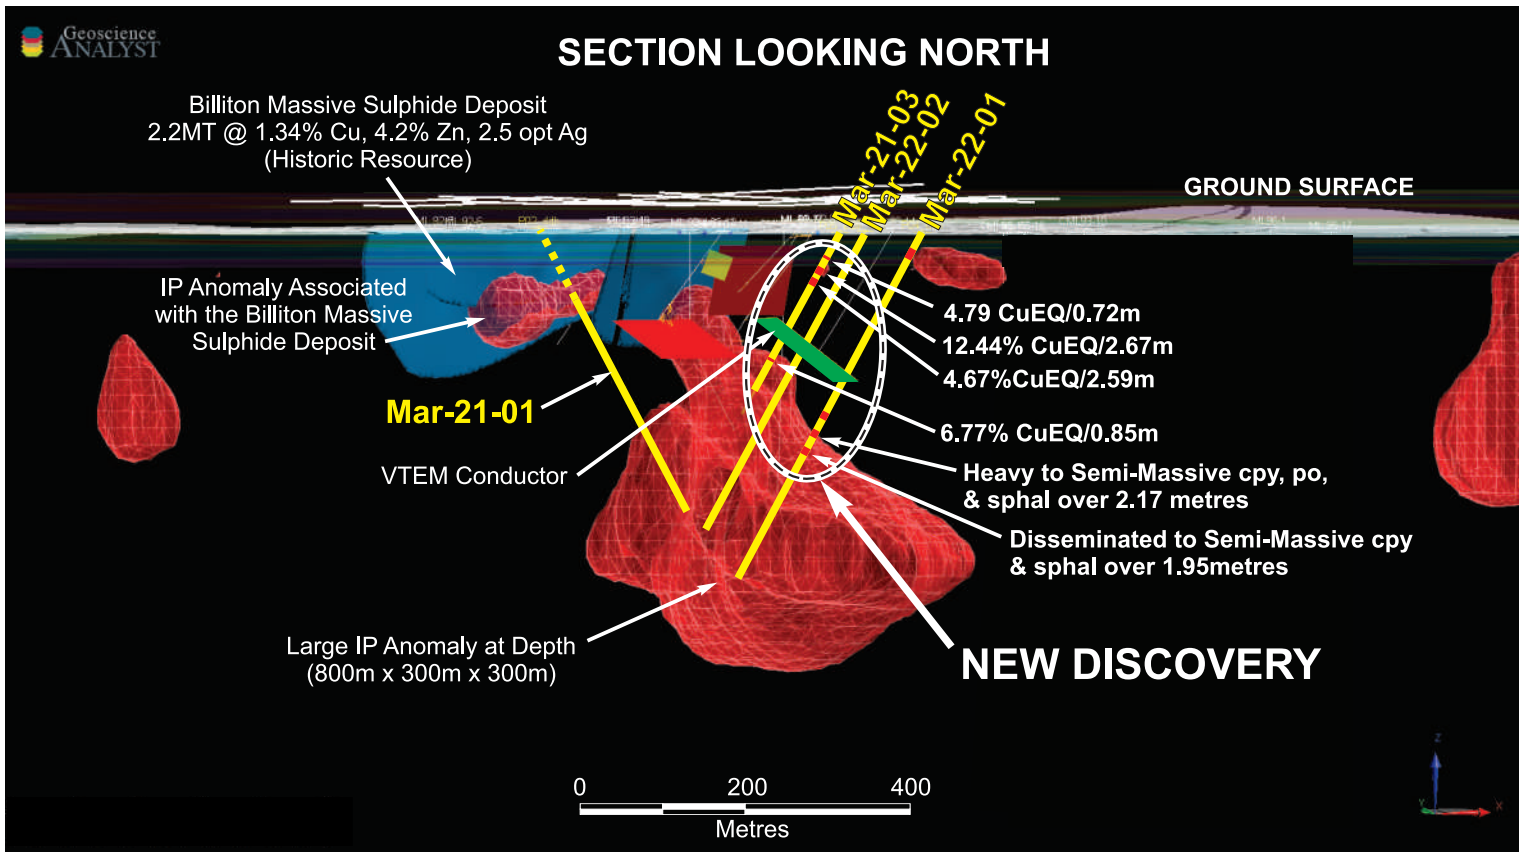 Geoscience
ANALYST
SECTION LOOKING NORTH
Billiton Massive Sulphide Deposit
2.2MT @ 1.34% Cu, 4.2% Zn, 2.5 opt Ag
(Historic Resource)
Mar-21-03
Mar-22-02
Mar-22-01
GROUND SURFACE
IP Anomaly Associated
with the Billiton Massive
Sulphide Deposit
4.79 CuEQ/0.72m
12.44% CuEQ/2.67m
4.67%CuEQ/2.59m
Mar-21-01
6.77% CuEQ/0.85m
VTEM Conductor
Heavy to Semi-Massive cpy, po,
& sphal over 2.17 metres
Disseminated to Semi-Massive cpy
& sphal over 1.95metres
Large IP Anomaly at Depth
(800m x 300m x 300m)
NEW DISCOVERY
0 200 400
Metres
Z
Y
X